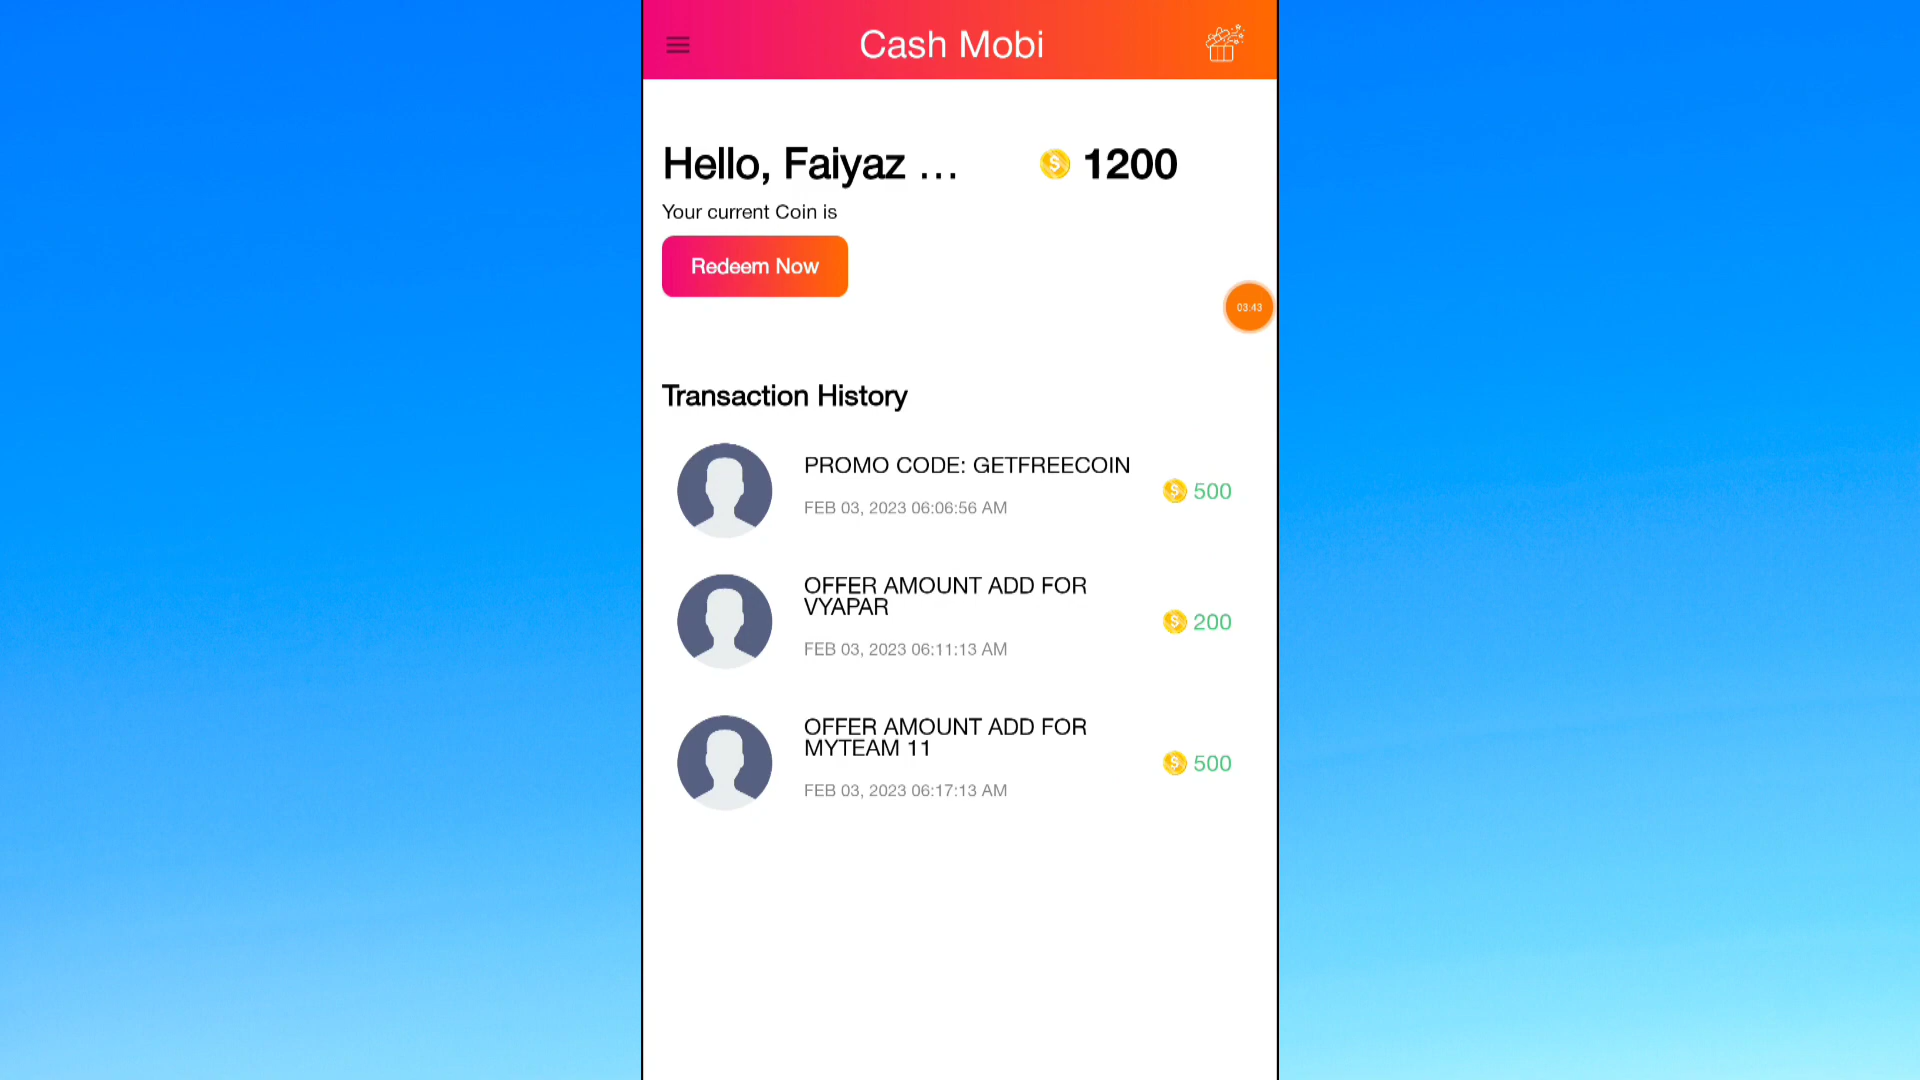 Cash Mobi
Hello, Faiyaz ...
1200
Your current Coin is
Redeem Now
03:43
Transaction History
PROMO CODE: GETFREECOIN
500
FEB 03, 2023 06:06:56 AM
OFFER AMOUNT ADD FOR
VYAPAR
200
FEB 03, 2023 06:11:13 AM
OFFER AMOUNT ADD FOR
MYTEAM 11
500
FEB 03, 2023 06:17:13 AM